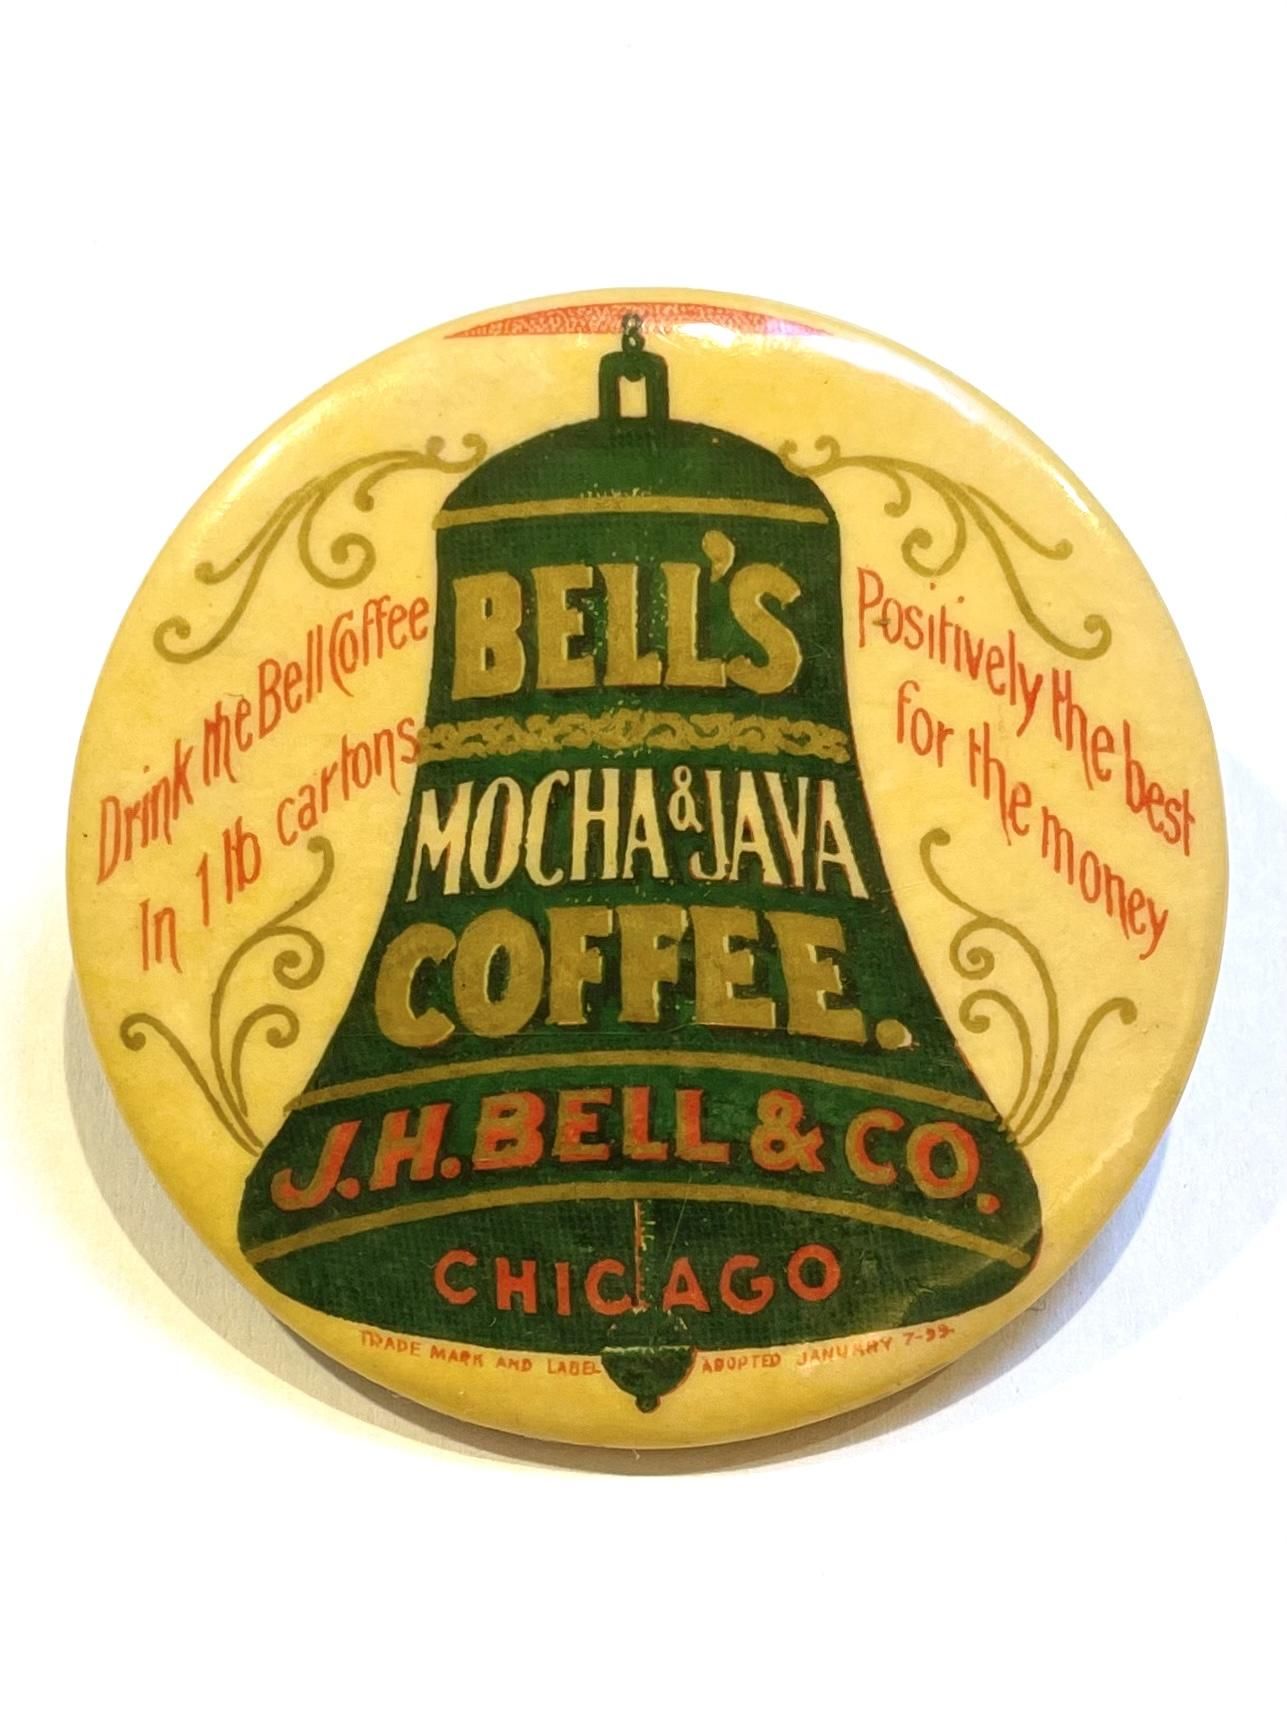 Drink the Bell Coffee
In 1 lb cartons
Positively the best
for the money
BELL'S
MOCHA & JAVA
COFFEE.
J.H. BELL & CO.
CHICAGO
TRADE MARK AND LABEL ADOPTED JANUARY 7-99-